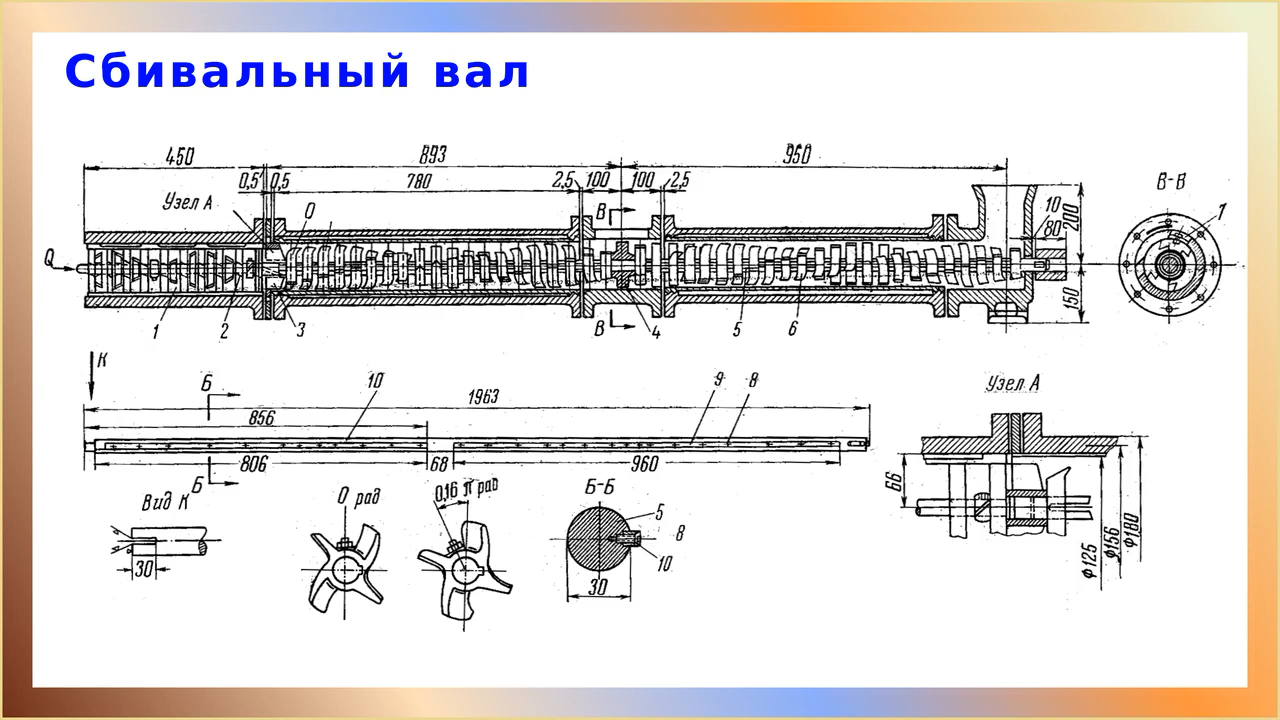 Сбивальный вал
450 893 960
0,5 0,5 780 2,5 100 100 2,5
Узел А О В В-В
10 7
80 200
Q
150
1 2 3 В 4 5 6
К
Б 10 9 8 Узел А
1963
856
806 68 960
Б
66
Вид К 0 рад 0,16 π рад Б-Б
5 8
10
30 30
Ф125 Ф156 Ф180